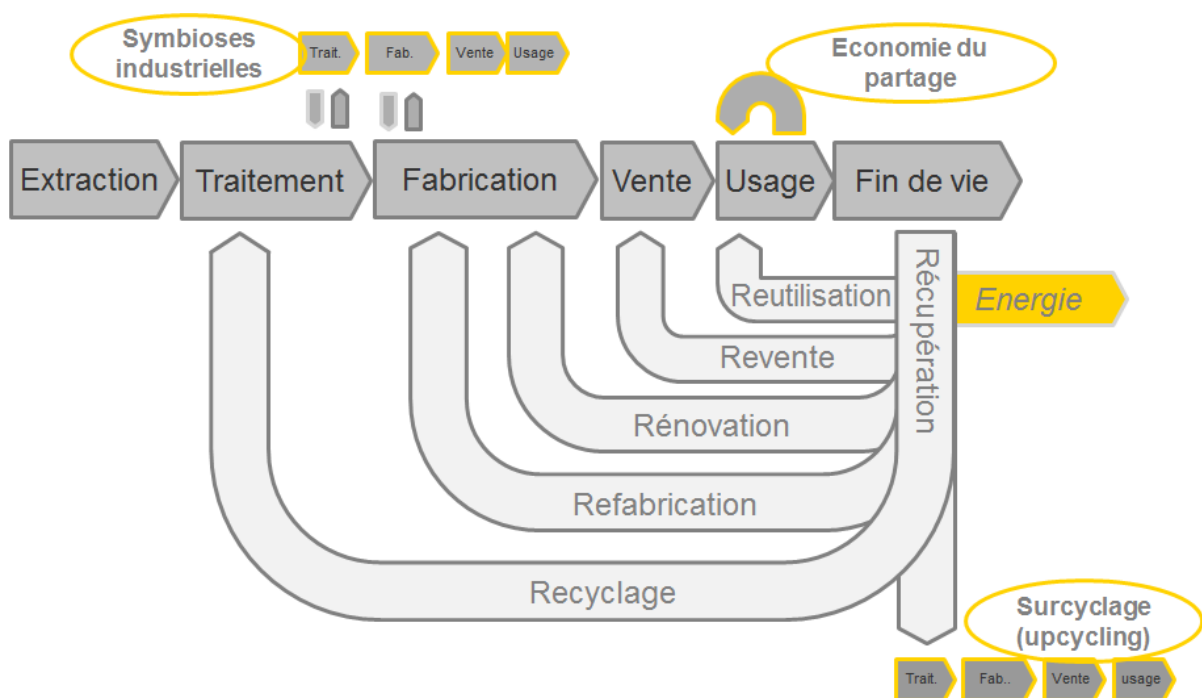 Symbioses
industrielles
Trait.
Fab.
Vente
Usage
Economie du
partage
Extraction
Traitement
Fabrication
Vente
Usage
Fin de vie
Récupération
Reutilisation
Energie
Revente
Rénovation
Refabrication
Recyclage
Surcyclage
(upcycling)
Trait.
Fab..
Vente
usage